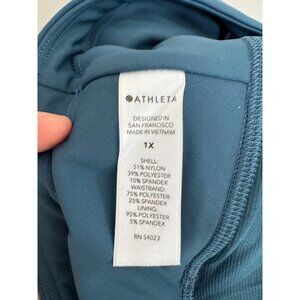 ATHLETA
DESIGNED IN
SAN FRANCISCO
MADE IN VIETNAM
1X
SHELL:
51% NYLON
39% POLYESTER
10% SPANDEX
WAISTBAND:
75% POLYESTER
25% SPANDEX
LINING:
95% POLYESTER
5% SPANDEX
RN 54023